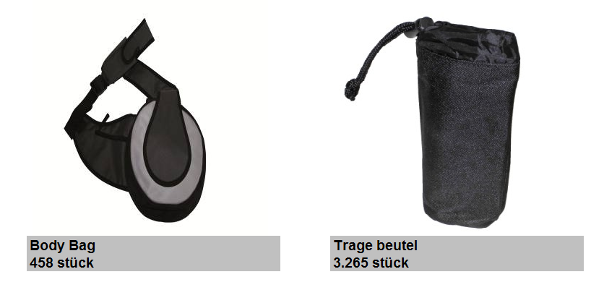 Body Bag
458 stück
Trage beutel
3.265 stück